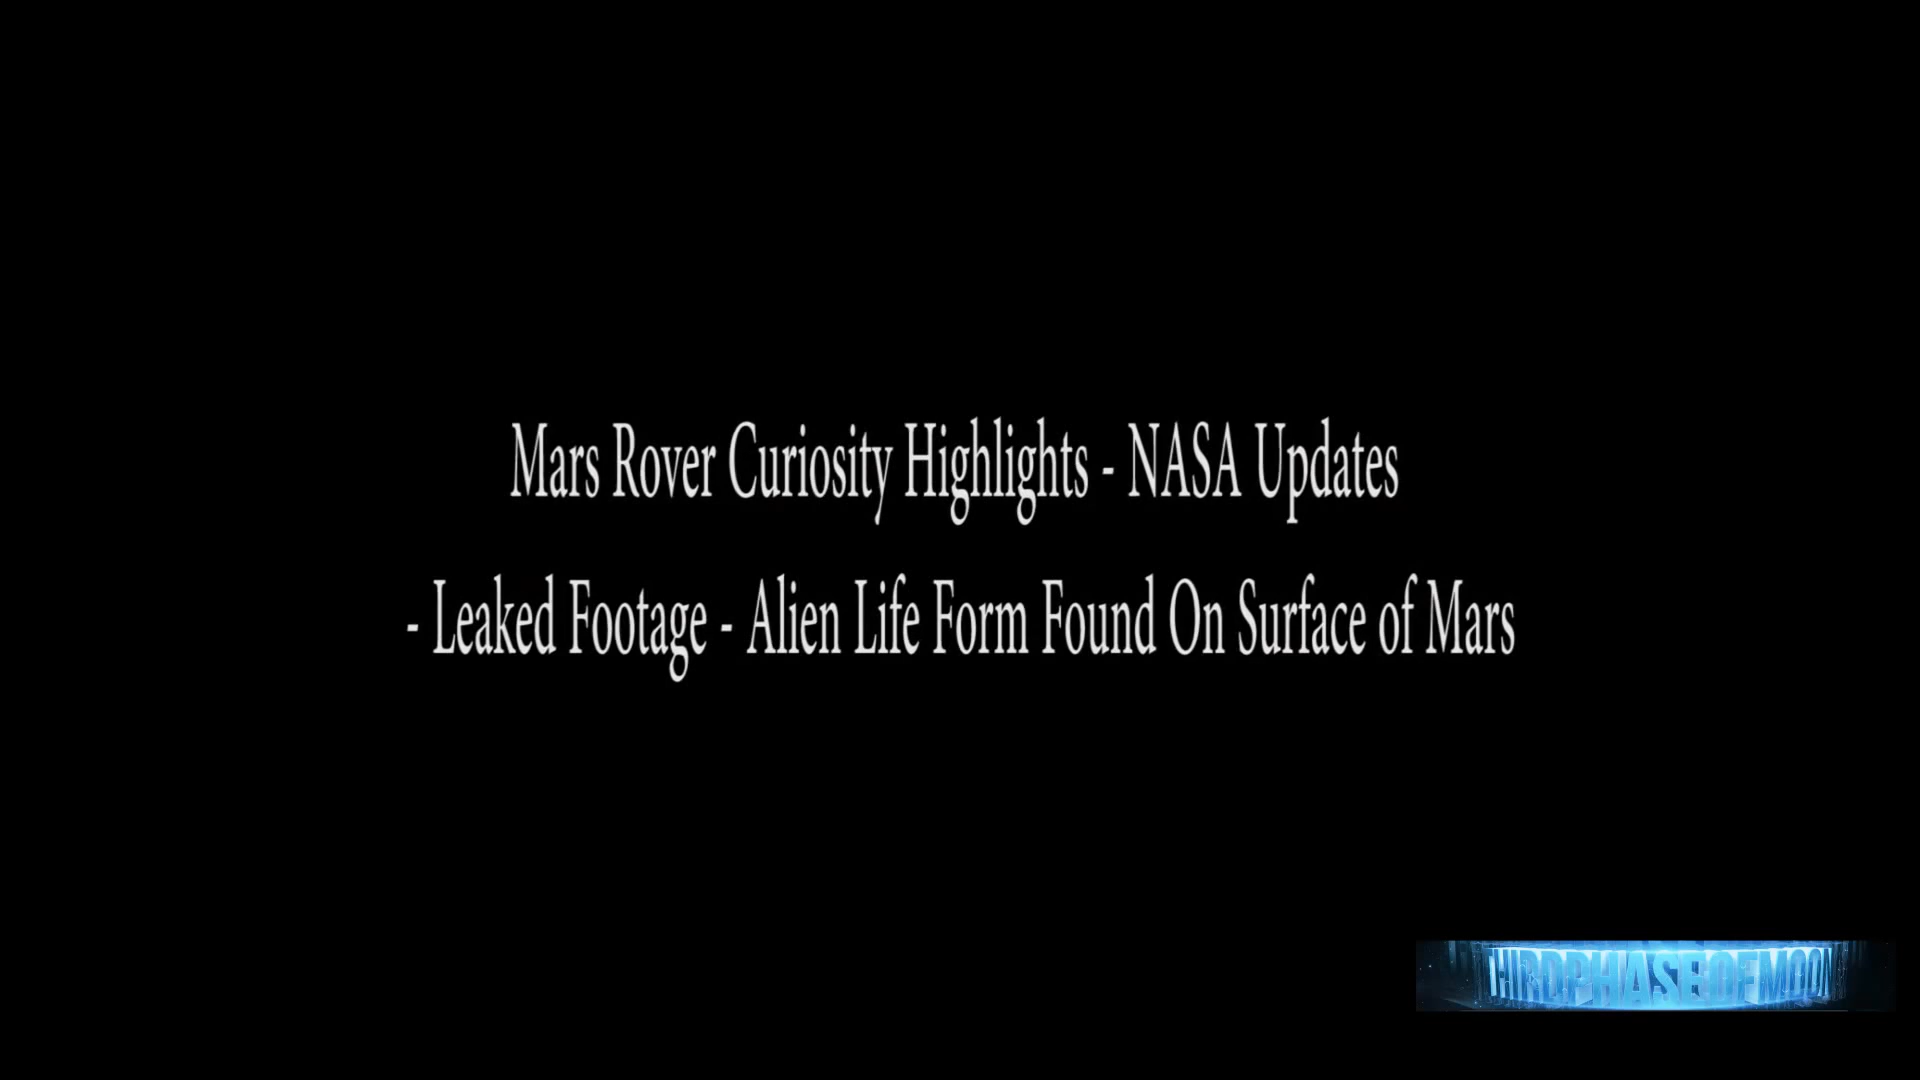 Mars Rover Curiosity Highlights - NASA Updates
- Leaked Footage - Alien Life Form Found On Surface of Mars
THIRDPHASEOFMOON